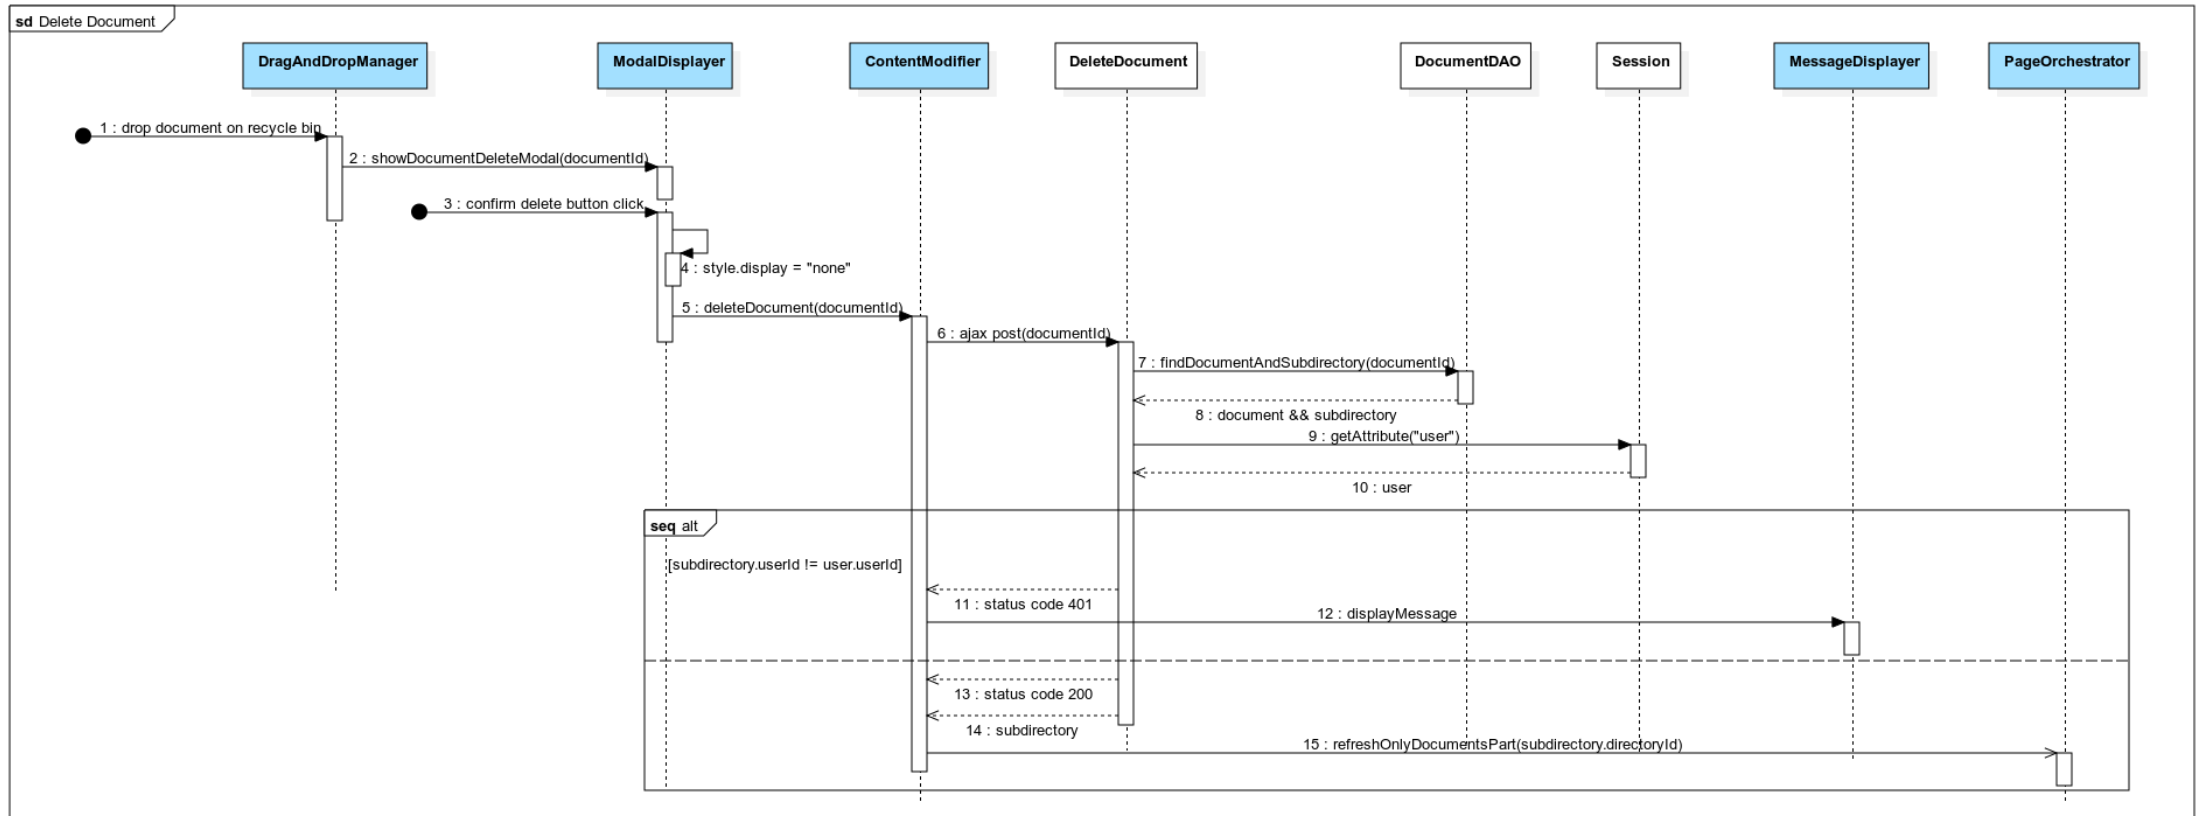 sd Delete Document
DragAndDropManager
ModalDisplayer
ContentModifier
DeleteDocument
DocumentDAO
Session
MessageDisplayer
PageOrchestrator
1 : drop document on recycle bin
2 : showDocumentDeleteModal(documentId)
3 : confirm delete button click
4 : style.display = "none"
5 : deleteDocument(documentId)
6 : ajax post(documentId)
7 : findDocumentAndSubdirectory(documentId)
8 : document && subdirectory
9 : getAttribute("user")
10 : user
seq alt
[subdirectory.userId != user.userId]
11 : status code 401
12 : displayMessage
13 : status code 200
14 : subdirectory
15 : refreshOnlyDocumentsPart(subdirectory.directoryId)